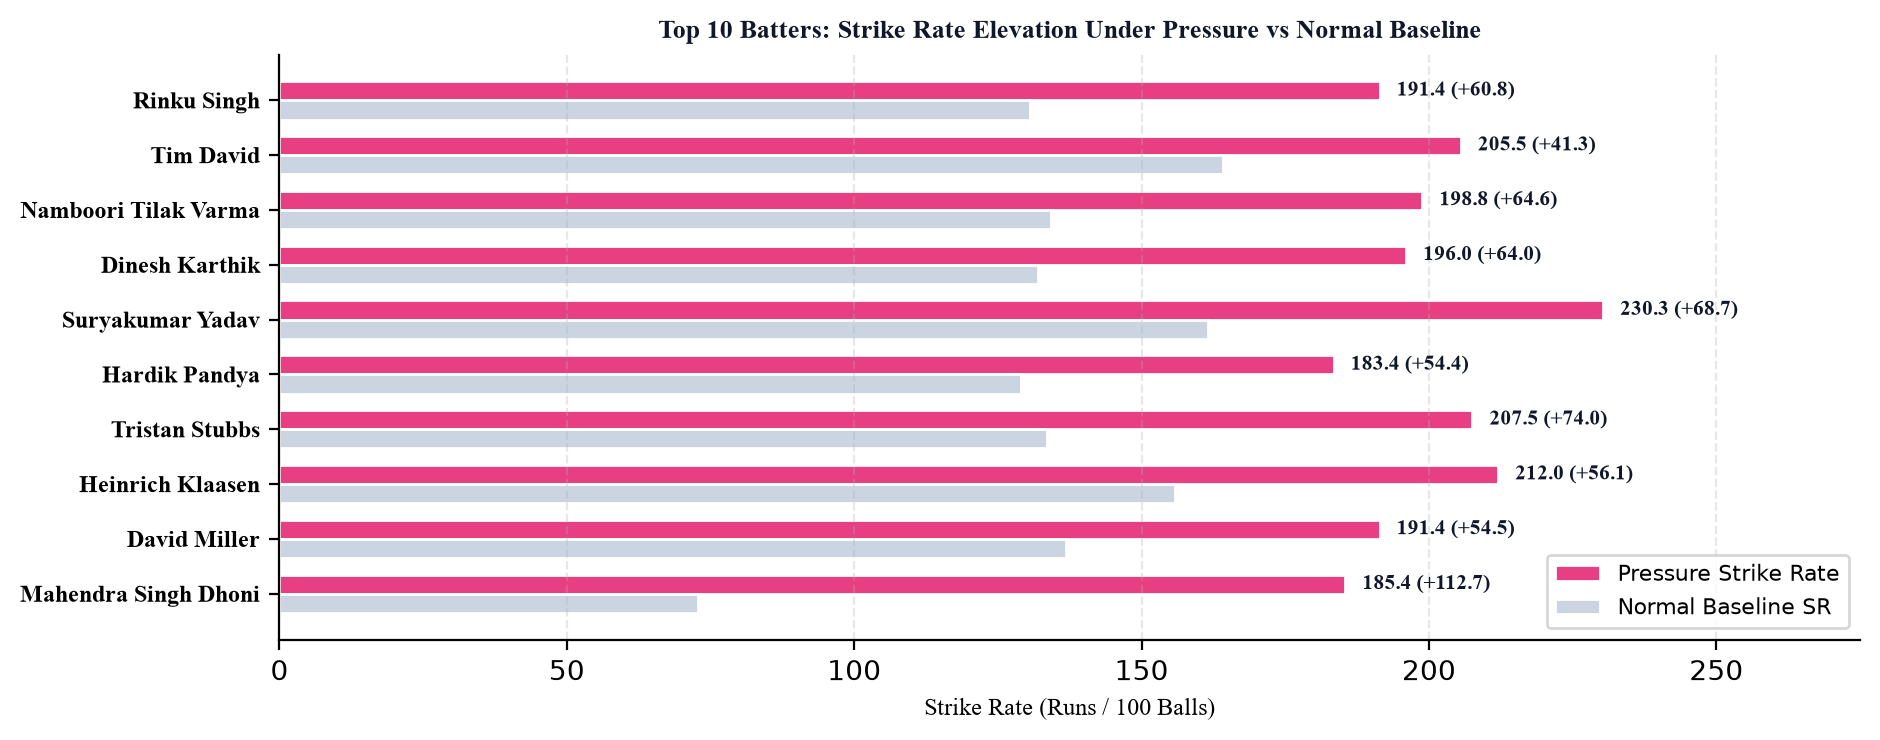 Top 10 Batters: Strike Rate Elevation Under Pressure vs Normal Baseline
Rinku Singh
191.4 (+60.8)
Tim David
205.5 (+41.3)
Namboori Tilak Varma
198.8 (+64.6)
Dinesh Karthik
196.0 (+64.0)
Suryakumar Yadav
230.3 (+68.7)
Hardik Pandya
183.4 (+54.4)
Tristan Stubbs
207.5 (+74.0)
Heinrich Klaasen
212.0 (+56.1)
David Miller
191.4 (+54.5)
Mahendra Singh Dhoni
185.4 (+112.7)
Pressure Strike Rate
Normal Baseline SR
0 50 100 150 200 250
Strike Rate (Runs / 100 Balls)